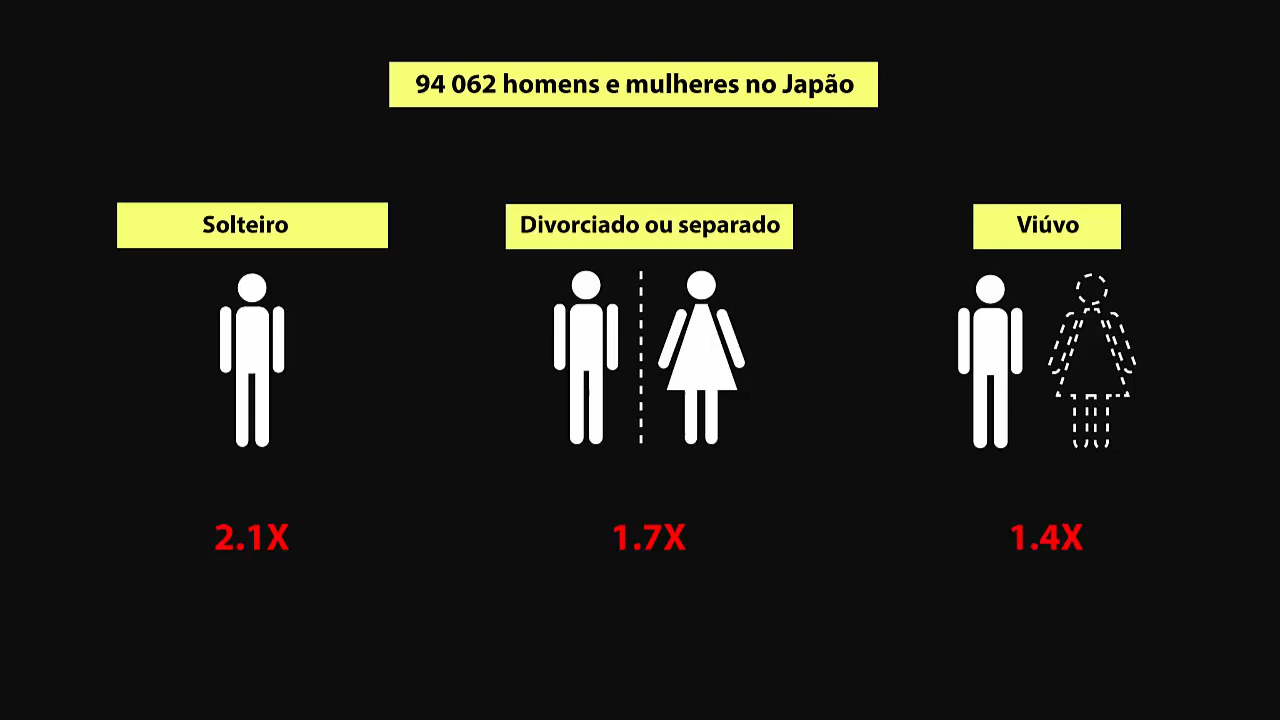 94 062 homens e mulheres no Japão
Solteiro
Divorciado ou separado
Viúvo
2.1X
1.7X
1.4X